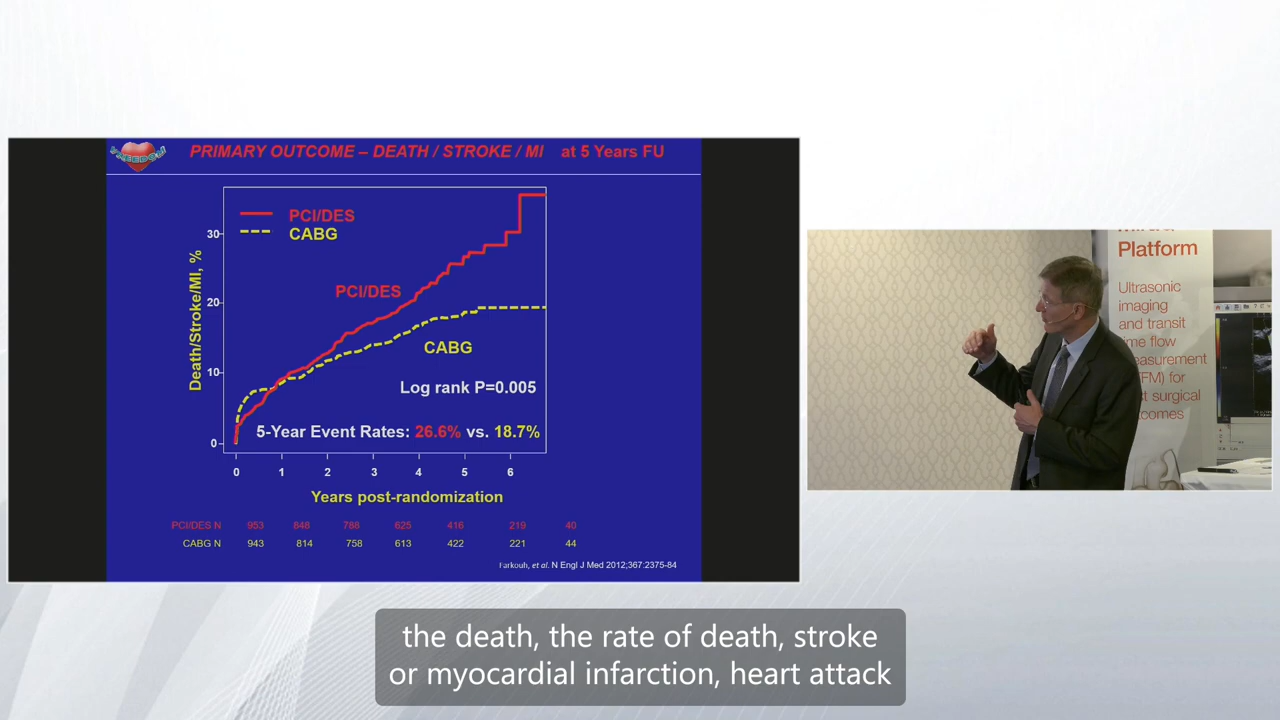 FREEDOM
PRIMARY OUTCOME – DEATH / STROKE / MI at 5 Years FU
PCI/DES
CABG
Death/Stroke/MI, %
30
20
10
0
PCI/DES
CABG
Log rank P=0.005
5-Year Event Rates: 26.6% vs. 18.7%
0 1 2 3 4 5 6
Years post-randomization
PCI/DES N 953 848 788 625 416 219 40
CABG N 943 814 758 613 422 221 44
Farkouh, et al. N Engl J Med 2012;367:2375-84
Platform
Ultrasonic
imaging
and transit
flow
for
surgical
the death, the rate of death, stroke
or myocardial infarction, heart attack